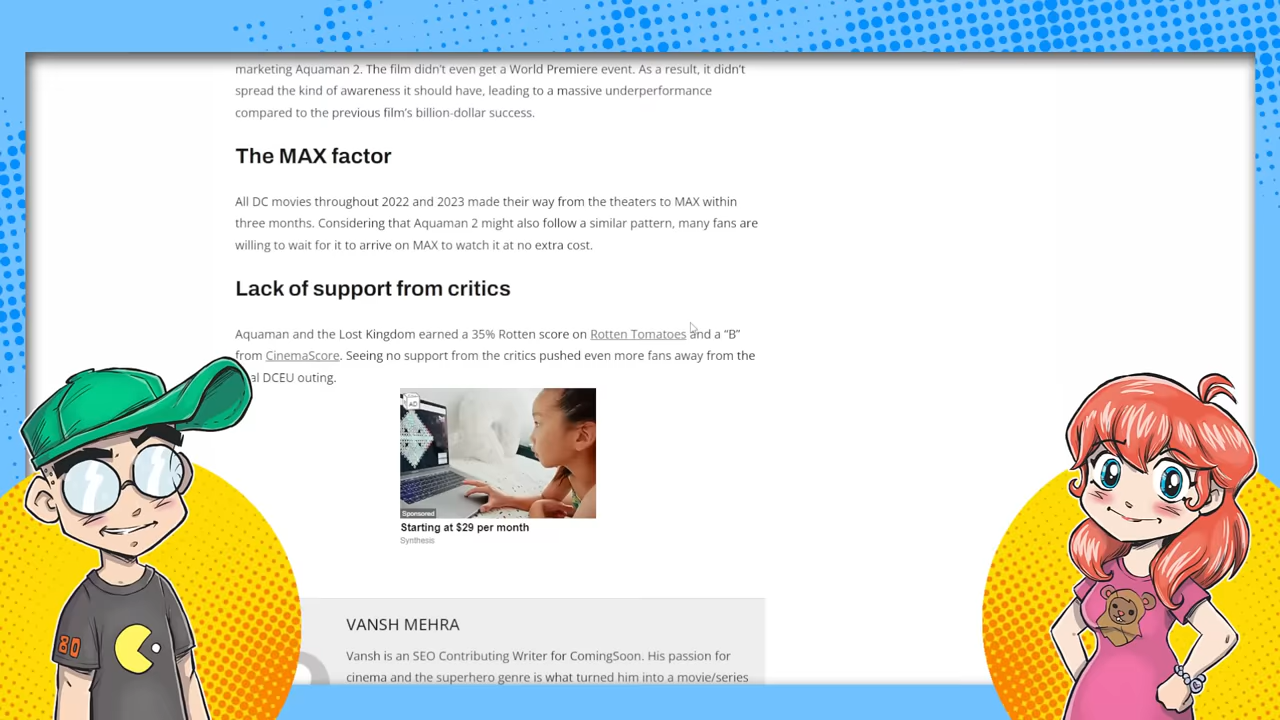 marketing Aquaman 2. The film didn't even get a World Premiere event. As a result, it didn't
spread the kind of awareness it should have, leading to a massive underperformance
compared to the previous film's billion-dollar success.
The MAX factor
All DC movies throughout 2022 and 2023 made their way from the theaters to MAX within
three months. Considering that Aquaman 2 might also follow a similar pattern, many fans are
willing to wait for it to arrive on MAX to watch it at no extra cost.
Lack of support from critics
Aquaman and the Lost Kingdom earned a 35% Rotten score on Rotten Tomatoes and a “B”
from CinemaScore. Seeing no support from the critics pushed even more fans away from the
DCEU outing.
AD
Sponsored
Starting at $29 per month
Synthesis
80
VANSH MEHRA
Vansh is an SEO Contributing Writer for ComingSoon. His passion for
cinema and the superhero genre is what turned him into a movie/series